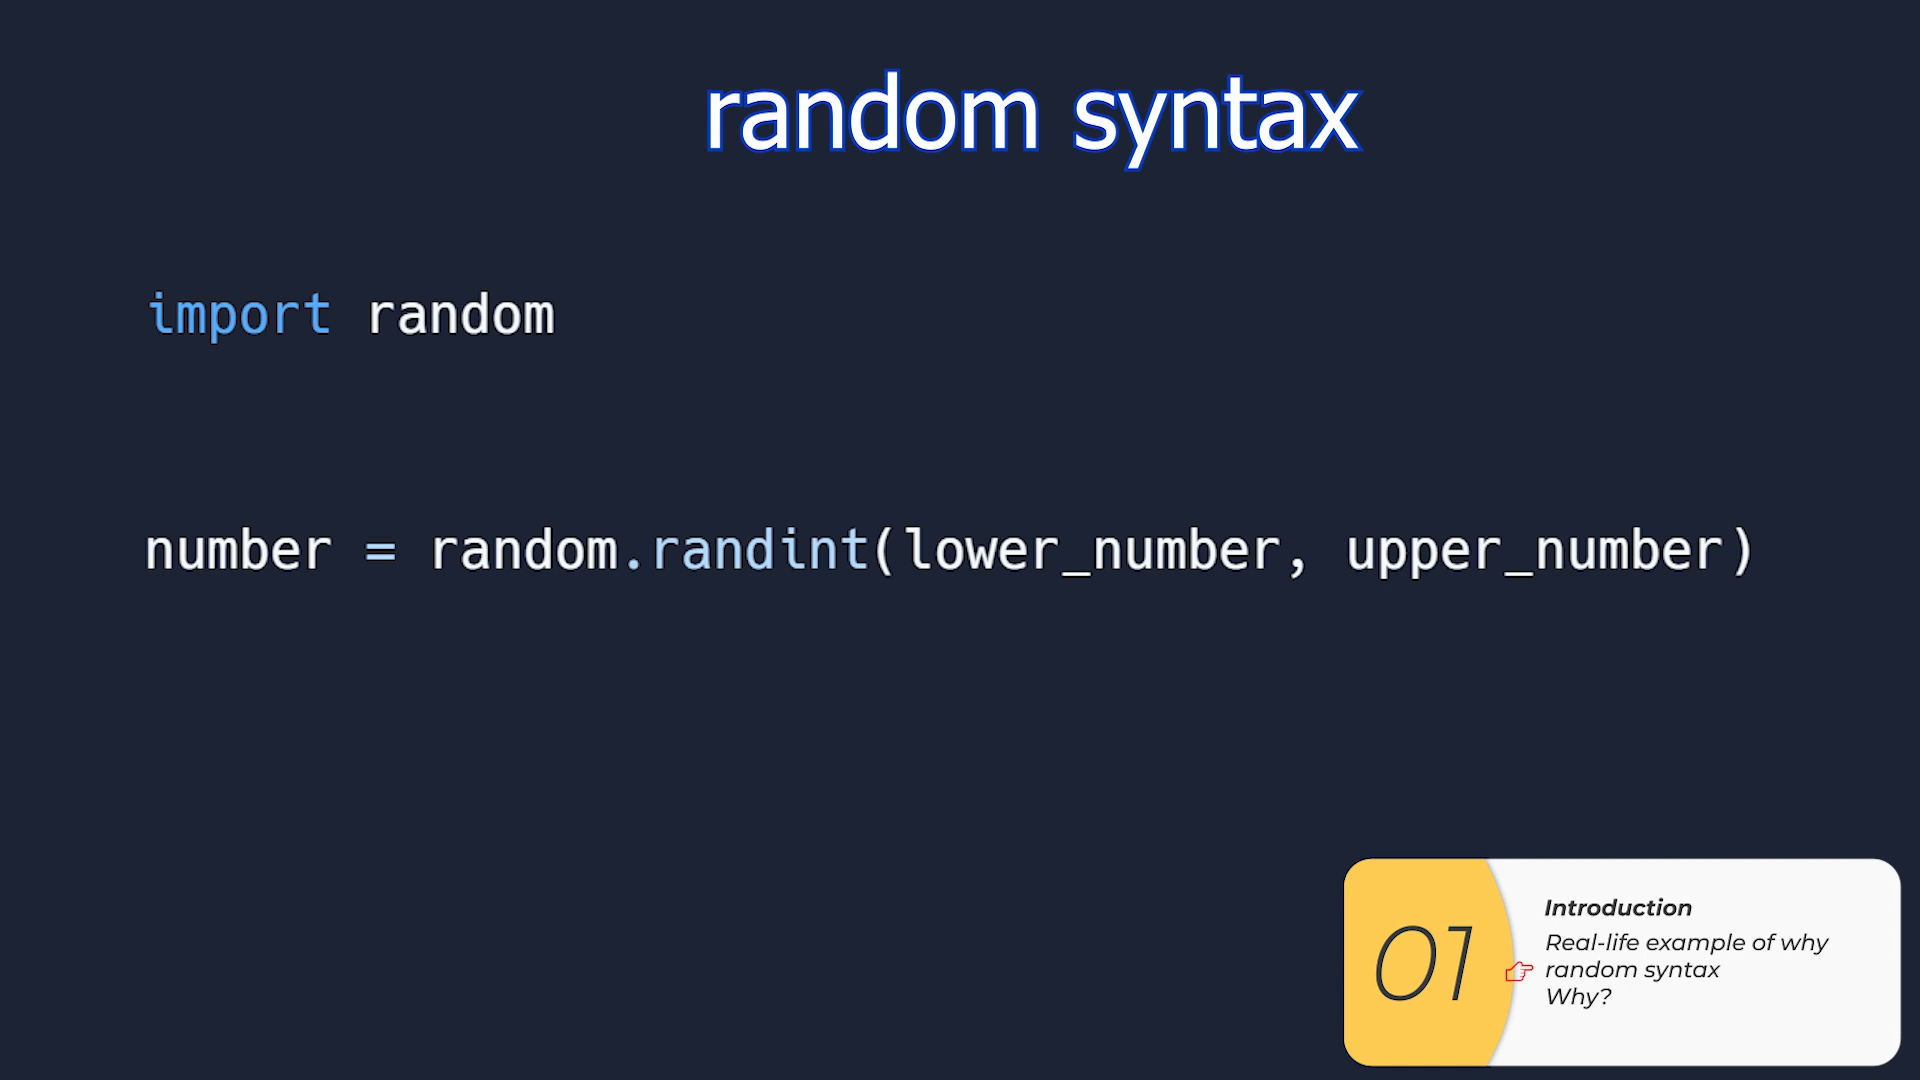 random syntax
import random
number = random.randint(lower_number, upper_number)
01
Introduction
Real-life example of why
random syntax
Why?